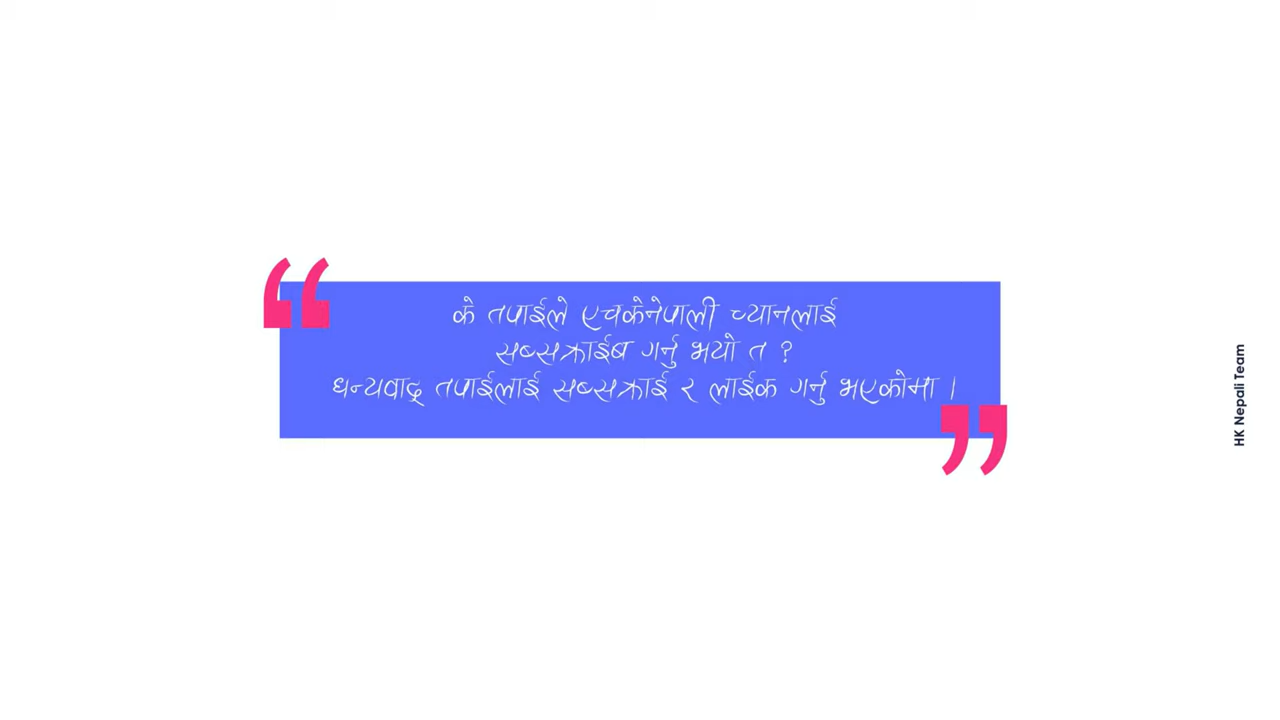 के तपाईले एचकेनेपाली च्यानलाई
सब्सक्राईब गर्नु भयो त ?
धन्यवाद् तपाईलाई सब्सक्राई र लाईक गर्नु भएकोमा ।
HK Nepali Team